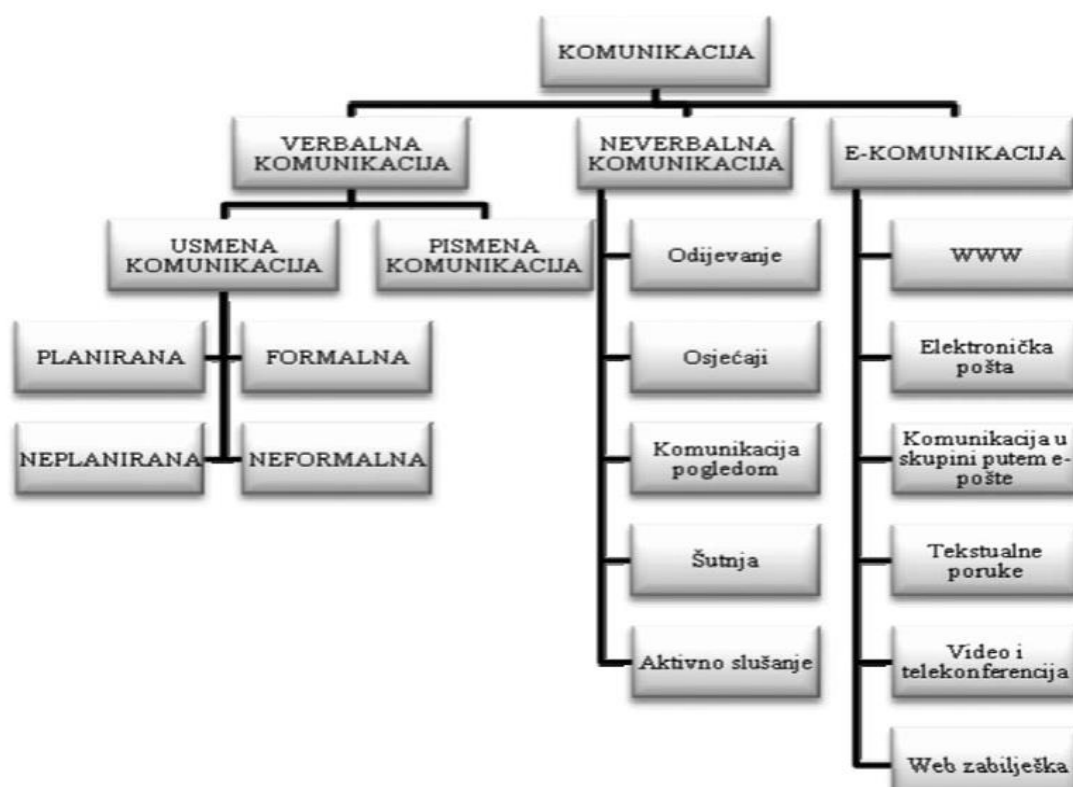 KOMUNIKACIJA
VERBALNA
KOMUNIKACIJA
NEVERBALNA
KOMUNIKACIJA
E-KOMUNIKACIJA
USMENA
KOMUNIKACIJA
PISMENA
KOMUNIKACIJA
Odijevanje
WWW
PLANIRANA
FORMALNA
Osjećaji
Elektronička
pošta
NEPLANIRANA
NEFORMALNA
Komunikacija
pogledom
Komunikacija u
skupini putem e-
pošte
Šutnja
Tekstualne
poruke
Aktivno slušanje
Video i
telekonferencija
Web zabilješka